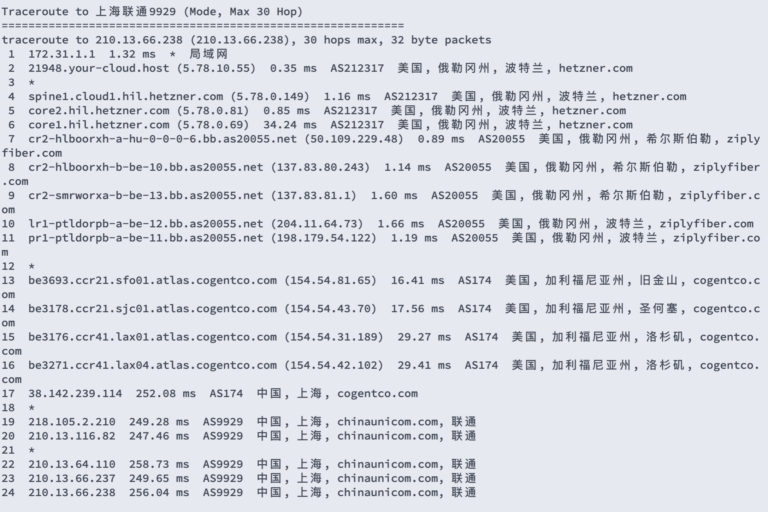 Traceroute to 上海联通9929 (Mode, Max 30 Hop)
============================================================
traceroute to 210.13.66.238 (210.13.66.238), 30 hops max, 32 byte packets
1  172.31.1.1  1.32 ms  *  局域网
2  21948.your-cloud.host (5.78.10.55)  0.35 ms  AS212317  美国, 俄勒冈州, 波特兰, hetzner.com
3  *
4  spine1.cloud1.hil.hetzner.com (5.78.0.149)  1.16 ms  AS212317  美国, 俄勒冈州, 波特兰, hetzner.com
5  core2.hil.hetzner.com (5.78.0.81)  0.85 ms  AS212317  美国, 俄勒冈州, 波特兰, hetzner.com
6  core1.hil.hetzner.com (5.78.0.69)  34.24 ms  AS212317  美国, 俄勒冈州, 波特兰, hetzner.com
7  cr2-hlboorxh-a-hu-0-0-0-6.bb.as20055.net (50.109.229.48)  0.89 ms  AS20055  美国, 俄勒冈州, 希尔斯伯勒, ziply
fiber.com
8  cr2-hlboorxh-b-be-10.bb.as20055.net (137.83.80.243)  1.14 ms  AS20055  美国, 俄勒冈州, 希尔斯伯勒, ziplyfiber
.com
9  cr2-smrworxa-b-be-13.bb.as20055.net (137.83.81.1)  1.60 ms  AS20055  美国, 俄勒冈州, 希尔斯伯勒, ziplyfiber.c
om
10  lr1-ptldorpb-a-be-12.bb.as20055.net (204.11.64.73)  1.66 ms  AS20055  美国, 俄勒冈州, 波特兰, ziplyfiber.com
11  pr1-ptldorpb-a-be-11.bb.as20055.net (198.179.54.122)  1.19 ms  AS20055  美国, 俄勒冈州, 波特兰, ziplyfiber.co
m
12  *
13  be3693.ccr21.sfo01.atlas.cogentco.com (154.54.81.65)  16.41 ms  AS174  美国, 加利福尼亚州, 旧金山, cogentco.c
om
14  be3178.ccr21.sjc01.atlas.cogentco.com (154.54.43.70)  17.56 ms  AS174  美国, 加利福尼亚州, 圣何塞, cogentco.c
om
15  be3176.ccr41.lax01.atlas.cogentco.com (154.54.31.189)  29.27 ms  AS174  美国, 加利福尼亚州, 洛杉矶, cogentco.
com
16  be3271.ccr41.lax04.atlas.cogentco.com (154.54.42.102)  29.41 ms  AS174  美国, 加利福尼亚州, 洛杉矶, cogentco.
com
17  38.142.239.114  252.08 ms  AS174  中国, 上海, cogentco.com
18  *
19  218.105.2.210  249.28 ms  AS9929  中国, 上海, chinaunicom.com, 联通
20  210.13.116.82  247.46 ms  AS9929  中国, 上海, chinaunicom.com, 联通
21  *
22  210.13.64.110  258.73 ms  AS9929  中国, 上海, chinaunicom.com, 联通
23  210.13.66.237  249.65 ms  AS9929  中国, 上海, chinaunicom.com, 联通
24  210.13.66.238  256.04 ms  AS9929  中国, 上海, chinaunicom.com, 联通